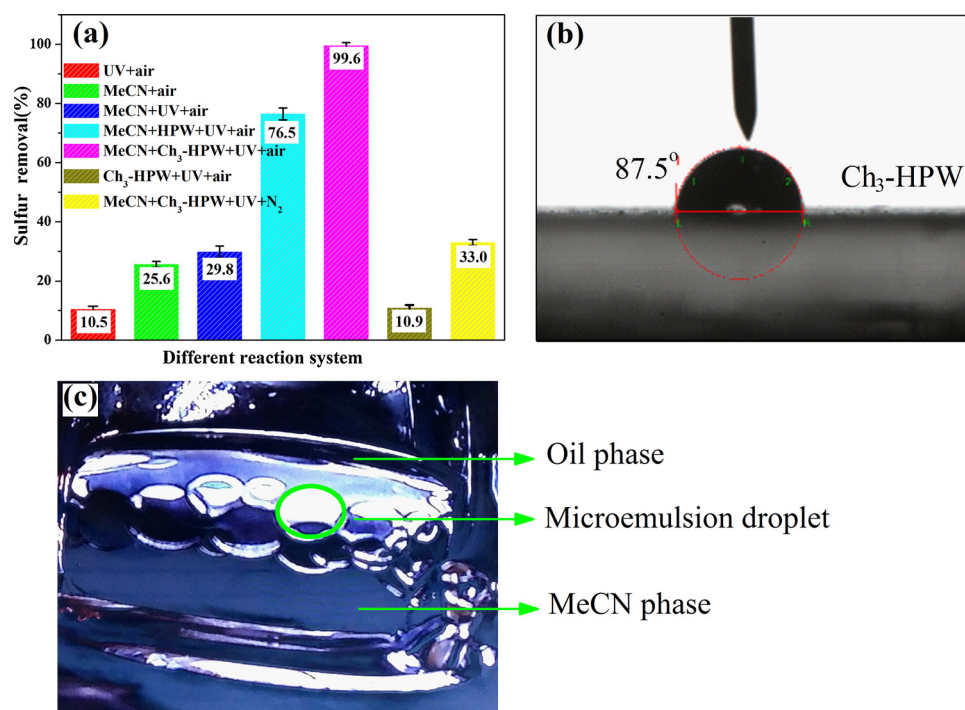 (a)
Sulfur removal(%)
100
80
60
40
20
0
UV+air
MeCN+air
MeCN+UV+air
MeCN+HPW+UV+air
MeCN+Ch₃-HPW+UV+air
Ch₃-HPW+UV+air
MeCN+Ch₃-HPW+UV+N₂
10.5
25.6
29.8
76.5
99.6
10.9
33.0
Different reaction system
(b)
87.5°
Ch₃-HPW
1
2
3
L
R
(c)
Oil phase
Microemulsion droplet
MeCN phase